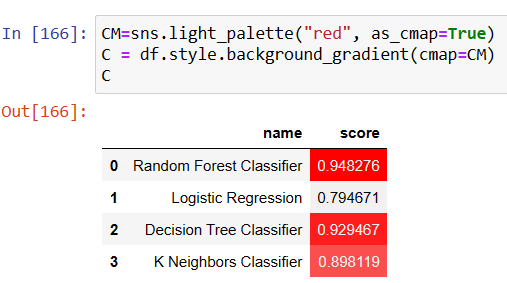 In [166]: CM=sns.light_palette("red", as_cmap=True)
C = df.style.background_gradient(cmap=CM)
C
Out[166]:
name score
0 Random Forest Classifier 0.948276
1 Logistic Regression 0.794671
2 Decision Tree Classifier 0.929467
3 K Neighbors Classifier 0.898119